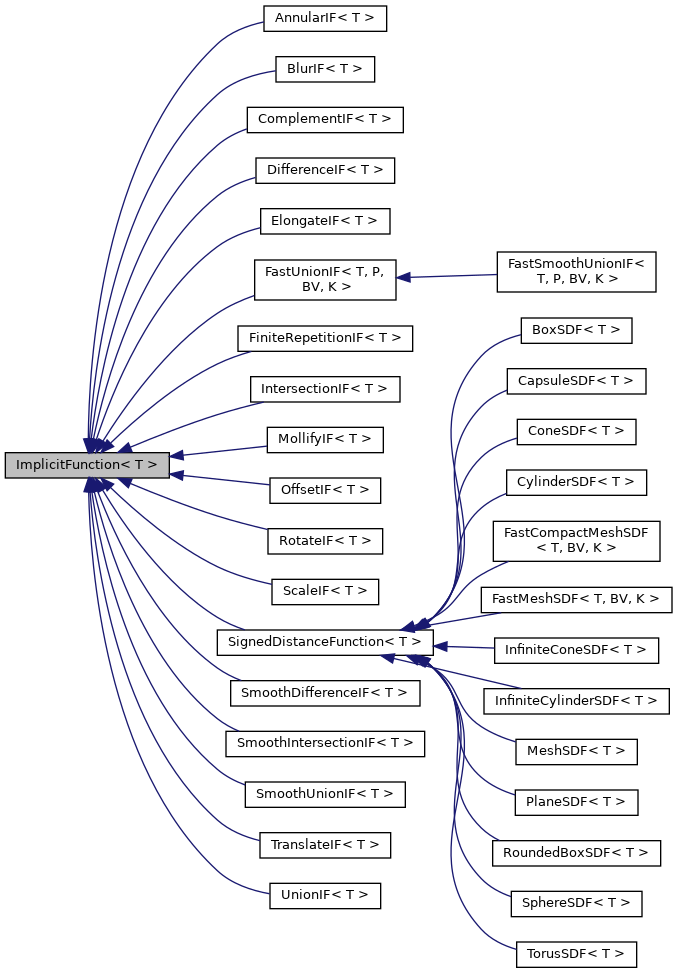 AnnularIF< T >
BlurIF< T >
ComplementIF< T >
DifferenceIF< T >
ElongateIF< T >
FastUnionIF< T, P,
BV, K >
FastSmoothUnionIF<
T, P, BV, K >
FiniteRepetitionIF< T >
IntersectionIF< T >
MollifyIF< T >
ImplicitFunction< T >
OffsetIF< T >
RotateIF< T >
ScaleIF< T >
SignedDistanceFunction< T >
SmoothDifferenceIF< T >
SmoothIntersectionIF< T >
SmoothUnionIF< T >
TranslateIF< T >
UnionIF< T >
BoxSDF< T >
CapsuleSDF< T >
ConeSDF< T >
CylinderSDF< T >
FastCompactMeshSDF
< T, BV, K >
FastMeshSDF< T, BV, K >
InfiniteConeSDF< T >
InfiniteCylinderSDF< T >
MeshSDF< T >
PlaneSDF< T >
RoundedBoxSDF< T >
SphereSDF< T >
TorusSDF< T >